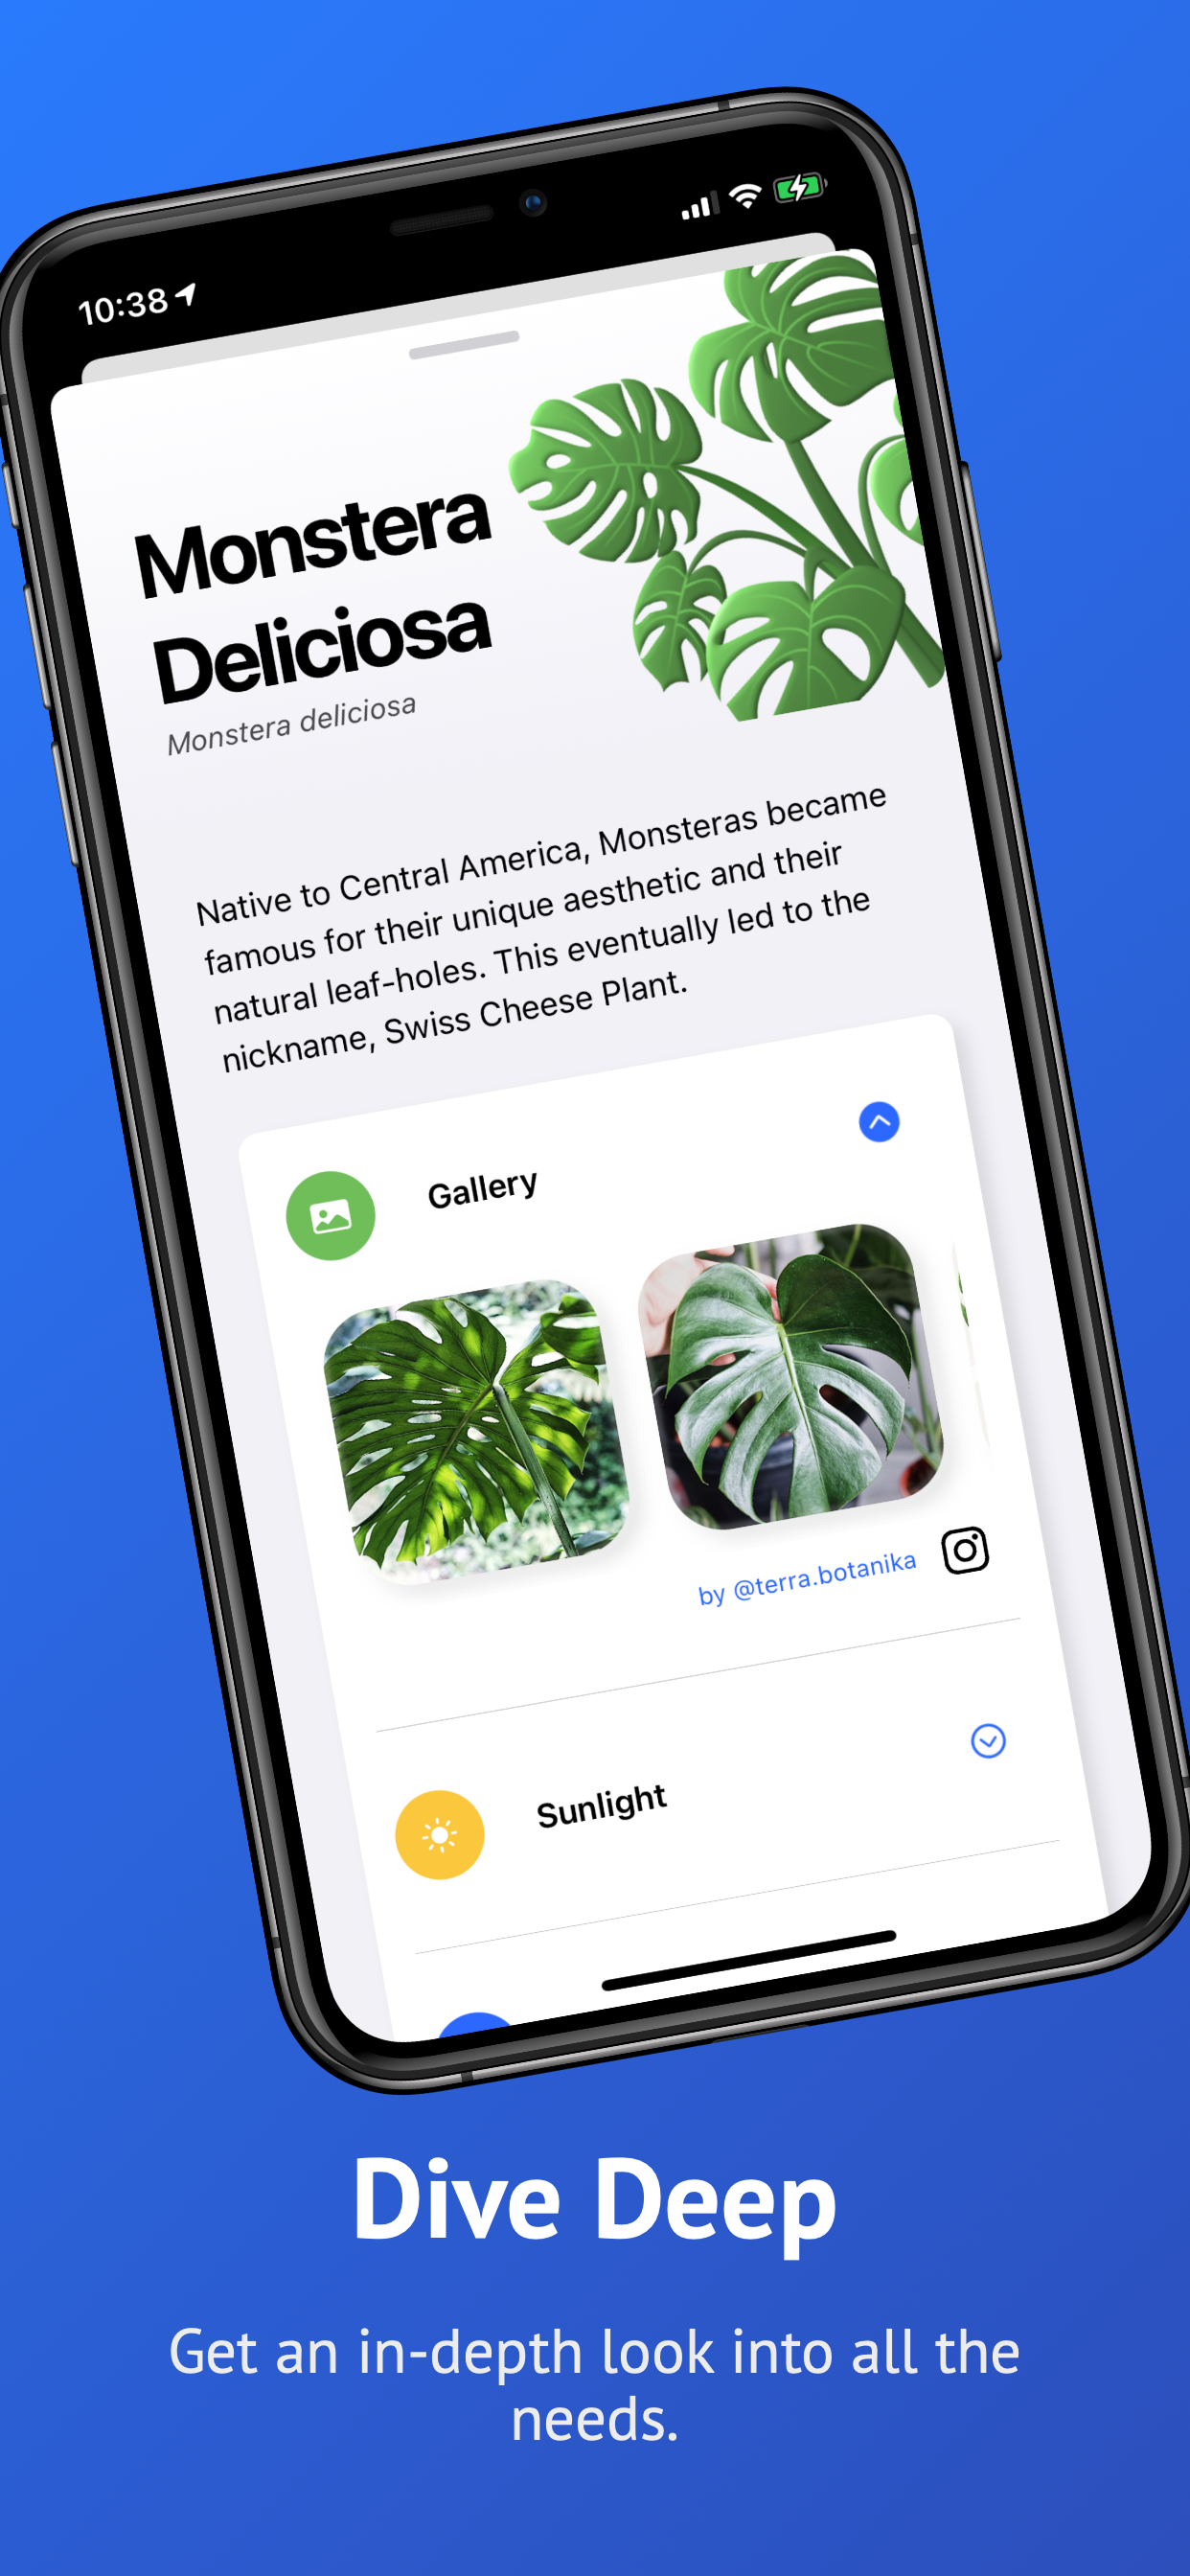 10:38
Monstera
Deliciosa
Monstera deliciosa
Native to Central America, Monsteras became
famous for their unique aesthetic and their
natural leaf-holes. This eventually led to the
nickname, Swiss Cheese Plant.
Gallery
by @terra.botanika
Sunlight
Dive Deep
Get an in-depth look into all the
needs.